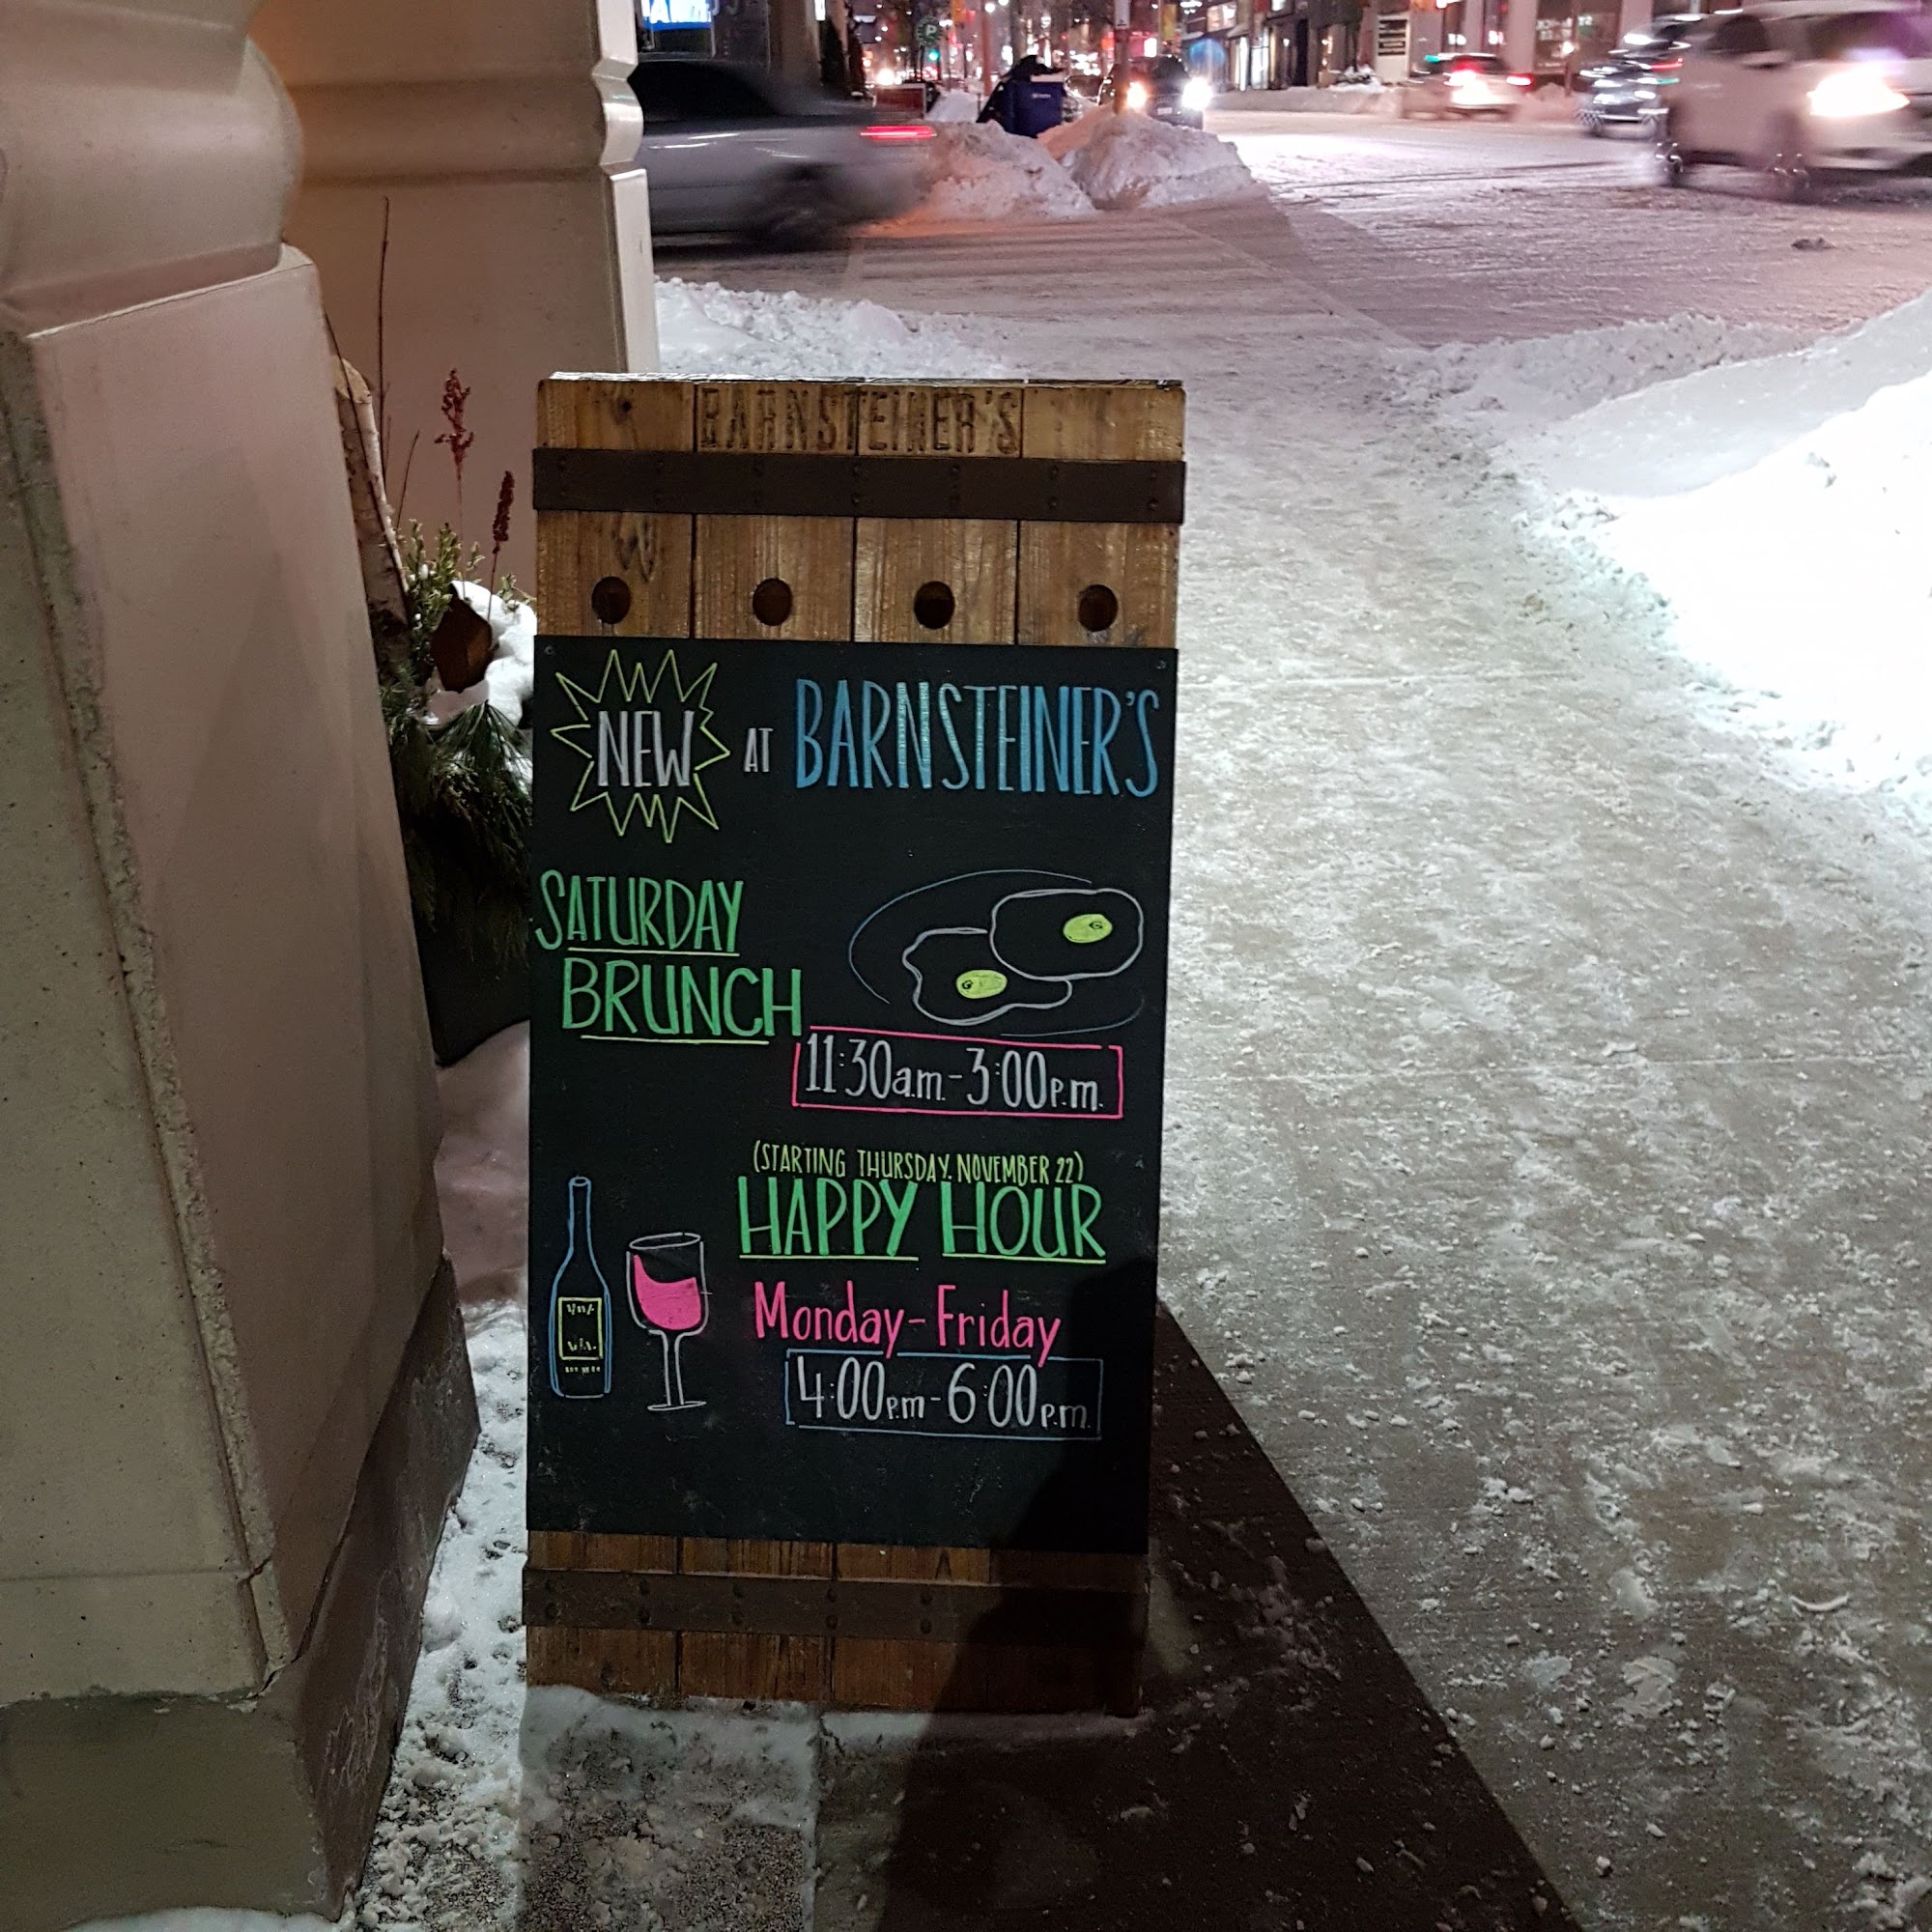 BARNSTEINER'S
NEW AT BARNSTEINER'S
SATURDAY
BRUNCH
11:30a.m. - 3:00p.m.
(STARTING THURSDAY. NOVEMBER 22)
HAPPY HOUR
Monday - Friday
4:00p.m - 6:00p.m.